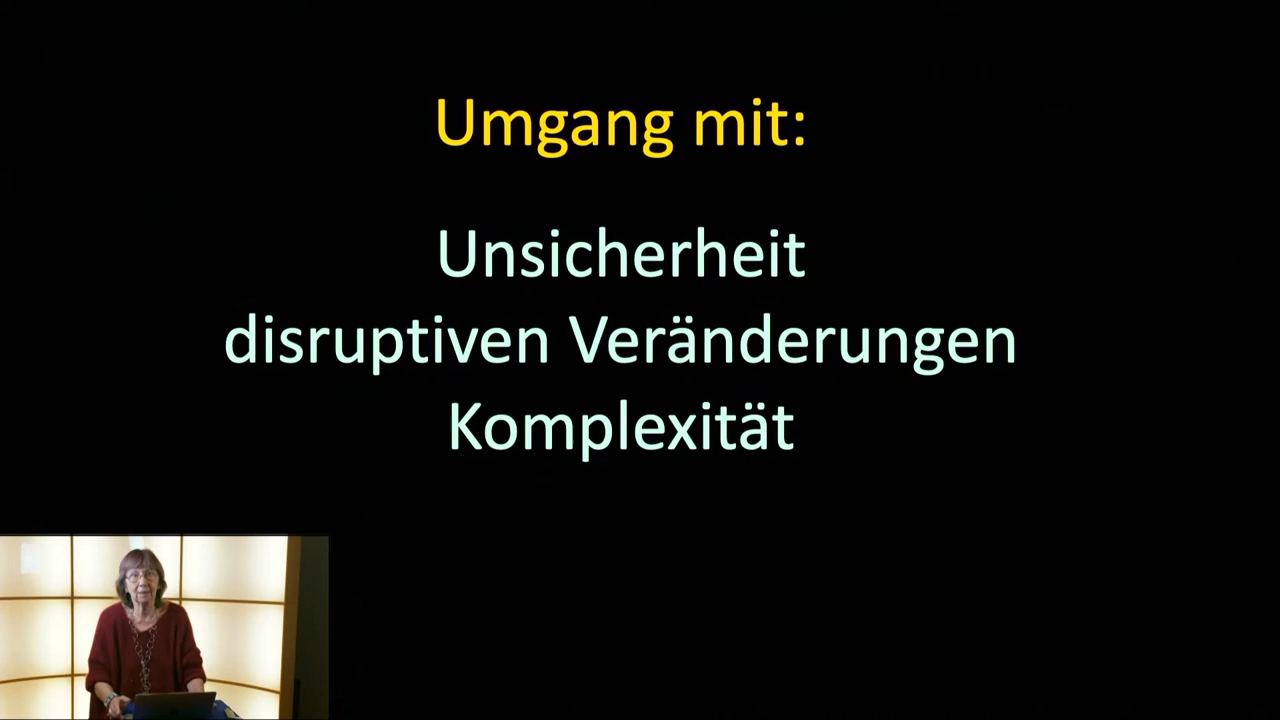 Umgang mit:
Unsicherheit
disruptiven Veränderungen
Komplexität